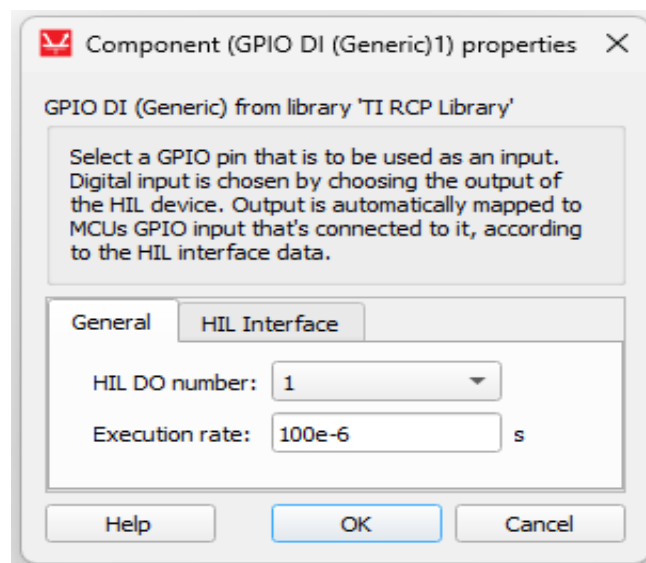 Component (GPIO DI (Generic)1) properties
GPIO DI (Generic) from library 'TI RCP Library'
Select a GPIO pin that is to be used as an input.
Digital input is chosen by choosing the output of
the HIL device. Output is automatically mapped to
MCUs GPIO input that's connected to it, according
to the HIL interface data.
General HIL Interface
HIL DO number: 1
Execution rate: 100e-6 s
Help OK Cancel